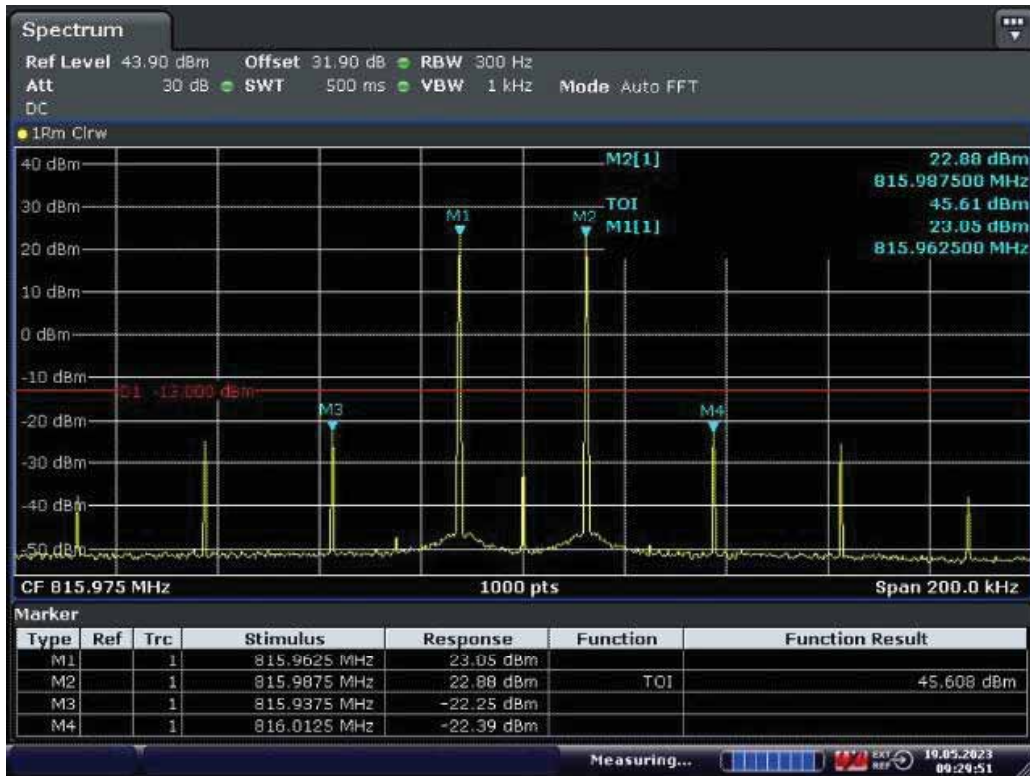 Spectrum
Ref Level 43.90 dBm Offset 31.90 dB RBW 300 Hz
Att 30 dB SWT 500 ms VBW 1 kHz Mode Auto FFT
DC
1Rm Clrw
40 dBm
30 dBm
20 dBm
10 dBm
0 dBm
-10 dBm
-20 dBm
-30 dBm
-40 dBm
-50 dBm
M2[1] 22.88 dBm
815.987500 MHz
TOI 45.61 dBm
M1[1] 23.05 dBm
815.962500 MHz
M1
M2
D1 -13.000 dBm
M3
M4
CF 815.975 MHz 1000 pts Span 200.0 kHz
Marker
Type Ref Trc Stimulus Response Function Function Result
M1 1 815.9625 MHz 23.05 dBm
M2 1 815.9875 MHz 22.88 dBm TOI 45.608 dBm
M3 1 815.9375 MHz -22.25 dBm
M4 1 816.0125 MHz -22.39 dBm
Measuring... EXT REF 19.05.2023
09:29:51